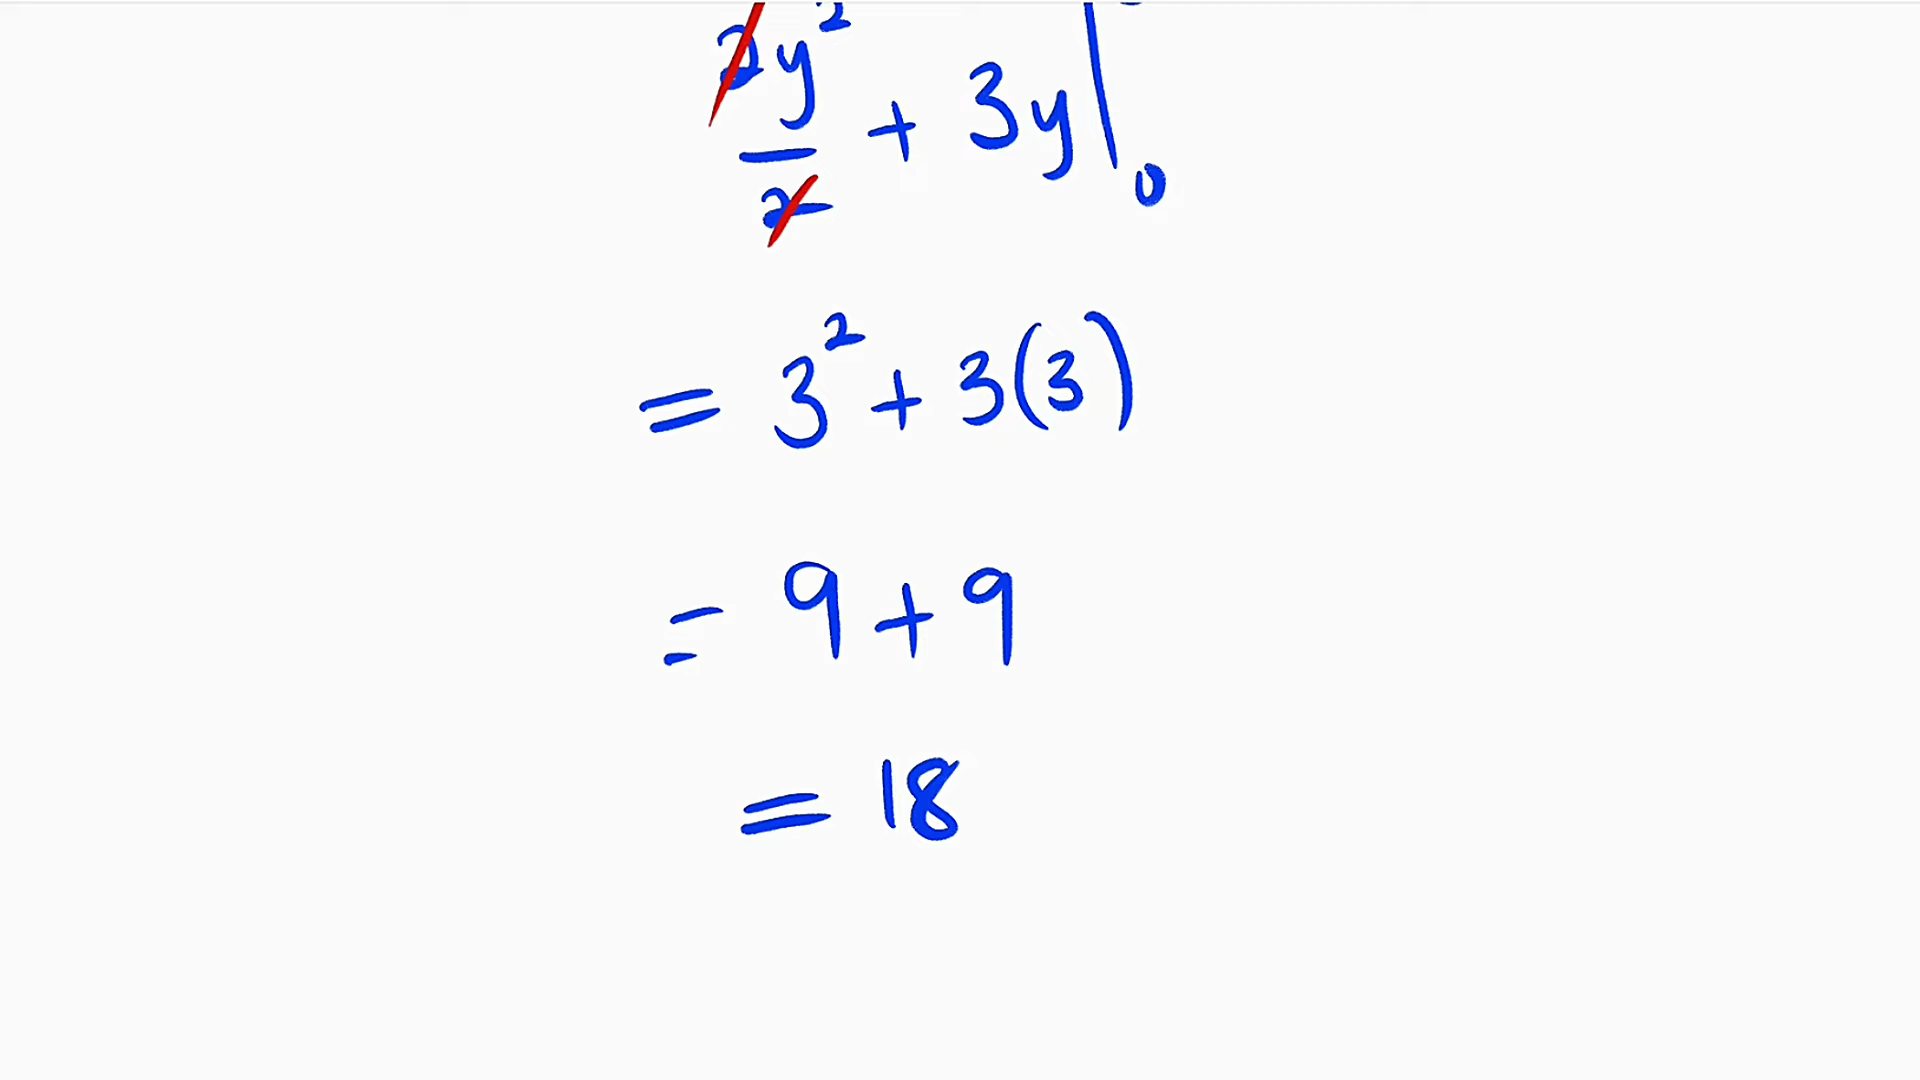 2y²/2 + 3y |₀
= 3² + 3(3)
= 9 + 9
= 18